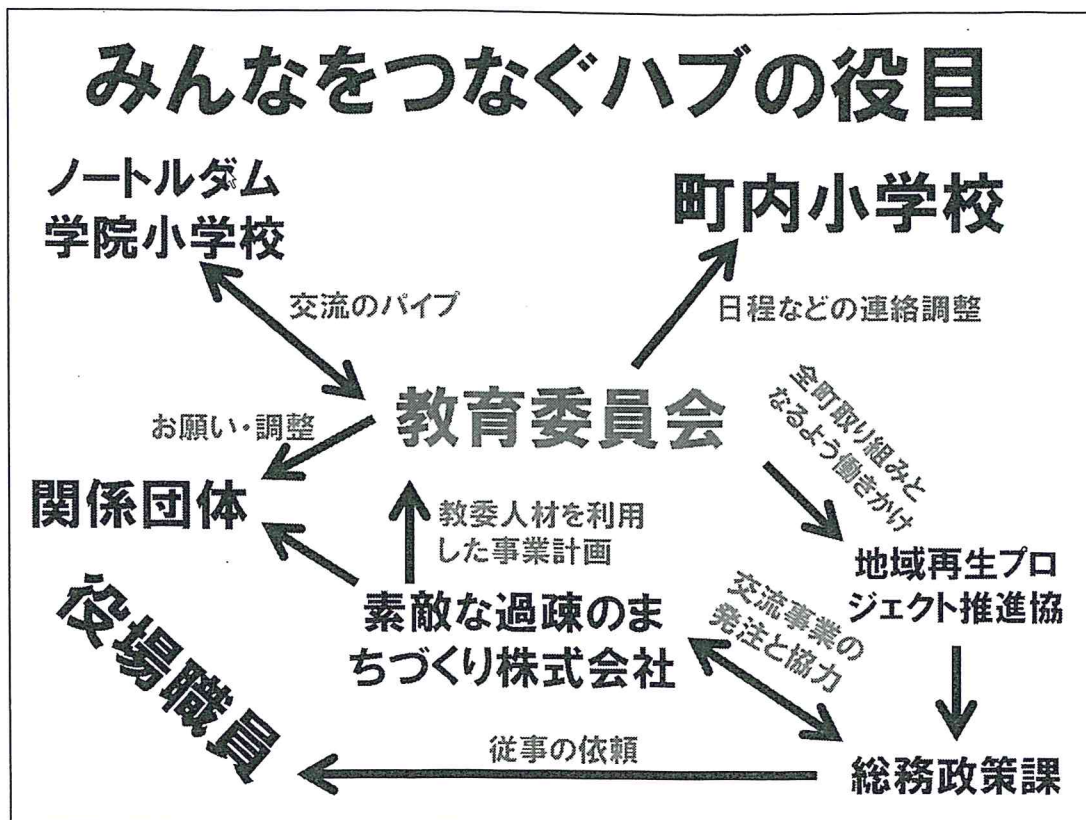 みんなをつなぐハブの役目
ノートルダム
学院小学校
町内小学校
交流のパイプ
日程などの連絡調整
教育委員会
全町取り組みと
なるよう働きかけ
お願い・調整
関係団体
教委人材を利用
した事業計画
地域再生プロ
ジェクト推進協
素敵な過疎のま
ちづくり株式会社
交流事業の
発注と協力
役場職員
従事の依頼
総務政策課